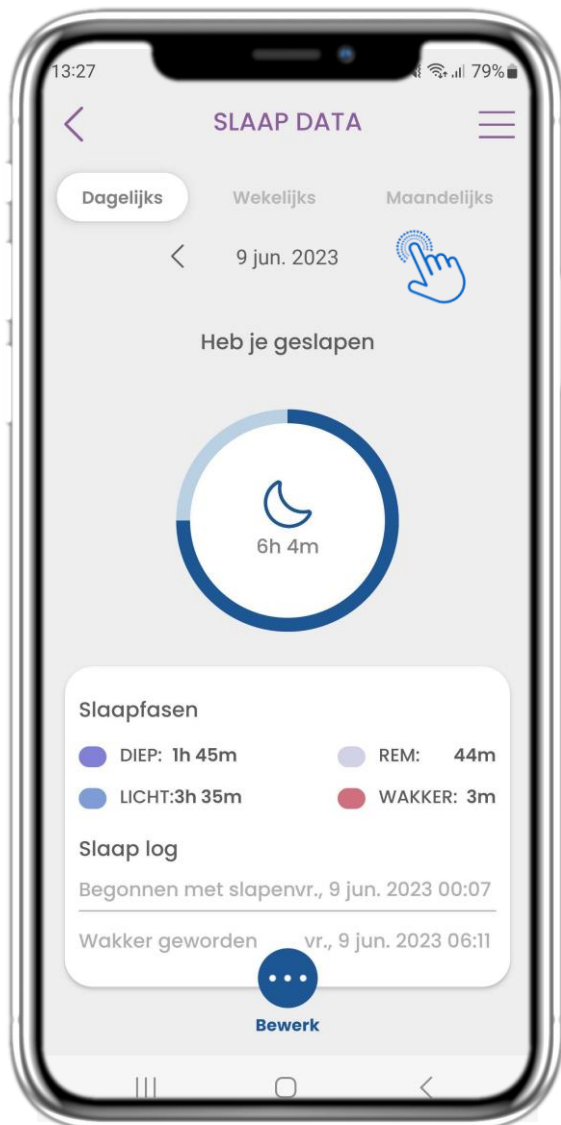 13:27 79%
SLAAP DATA
Dagelijks Wekelijks Maandelijks
9 jun. 2023
Heb je geslapen
6h 4m
Slaapfasen
DIEP: 1h 45m REM: 44m
LICHT:3h 35m WAKKER: 3m
Slaap log
Begonnen met slapenvr., 9 jun. 2023 00:07
Wakker geworden vr., 9 jun. 2023 06:11
Bewerk